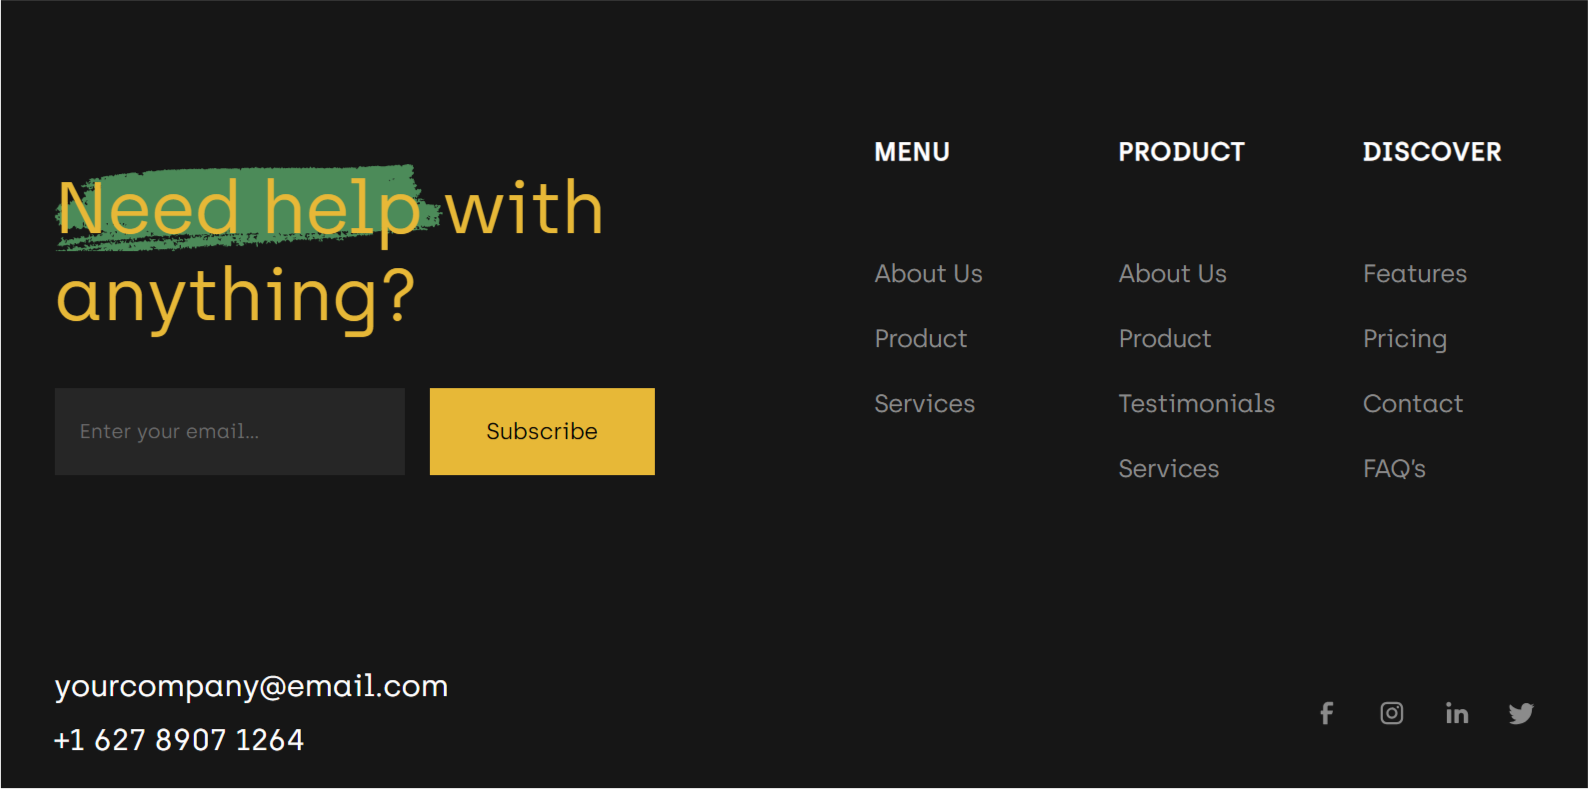 Need help with
anything?
Enter your email...
Subscribe
MENU
About Us
Product
Services
PRODUCT
About Us
Product
Testimonials
Services
DISCOVER
Features
Pricing
Contact
FAQ's
yourcompany@email.com
+1 627 8907 1264